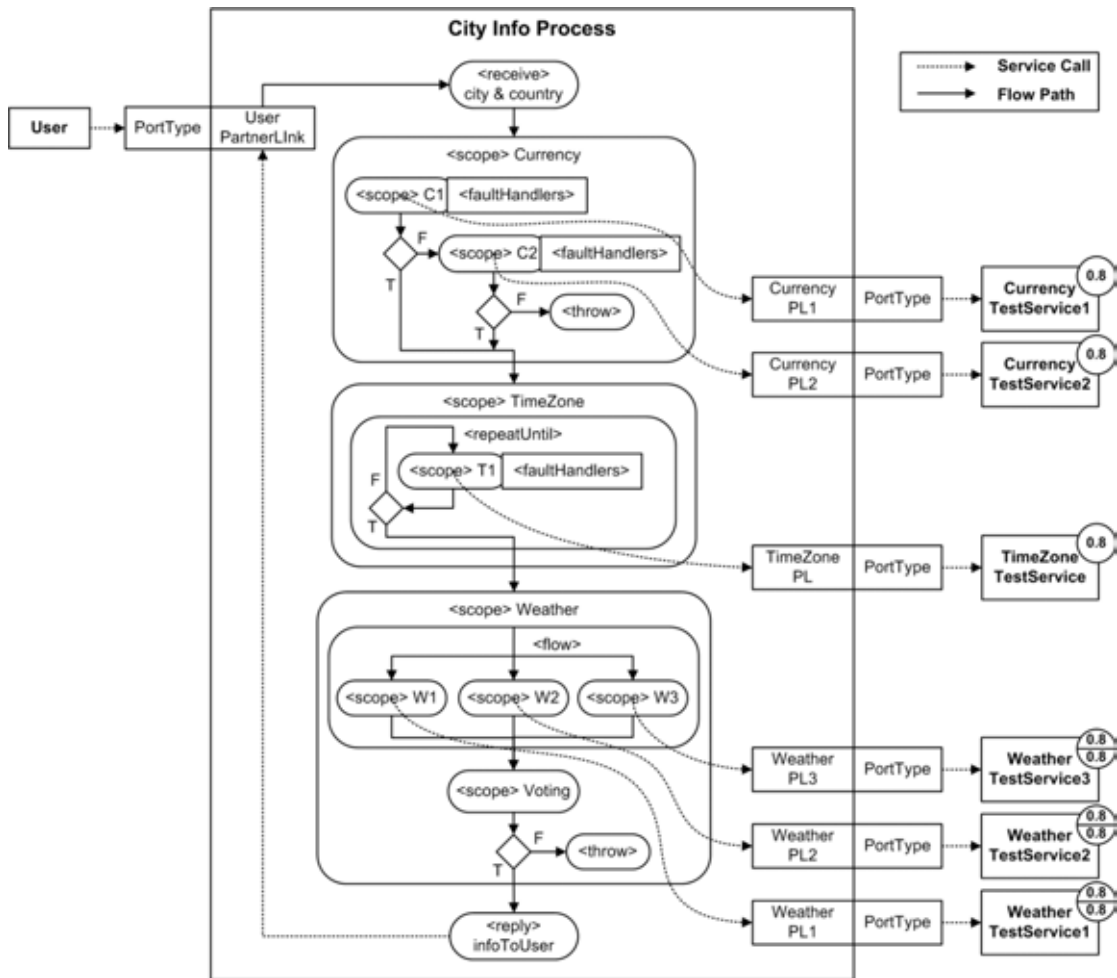 City Info Process
<receive>
city & country
Service Call
Flow Path
User
PortType
User
PartnerLInk
<scope> Currency
<scope> C1
<faultHandlers>
F
T
<scope> C2
<faultHandlers>
F
T
<throw>
Currency
PL1
PortType
Currency
TestService1
0.8
Currency
PL2
PortType
Currency
TestService2
0.8
<scope> TimeZone
<repeatUntil>
<scope> T1
<faultHandlers>
F
T
TimeZone
PL
PortType
TimeZone
TestService
0.8
<scope> Weather
<flow>
<scope> W1
<scope> W2
<scope> W3
<scope> Voting
F
T
<throw>
Weather
PL3
PortType
Weather
TestService3
0.8
0.8
Weather
PL2
PortType
Weather
TestService2
0.8
0.8
Weather
PL1
PortType
Weather
TestService1
0.8
0.8
<reply>
infoToUser